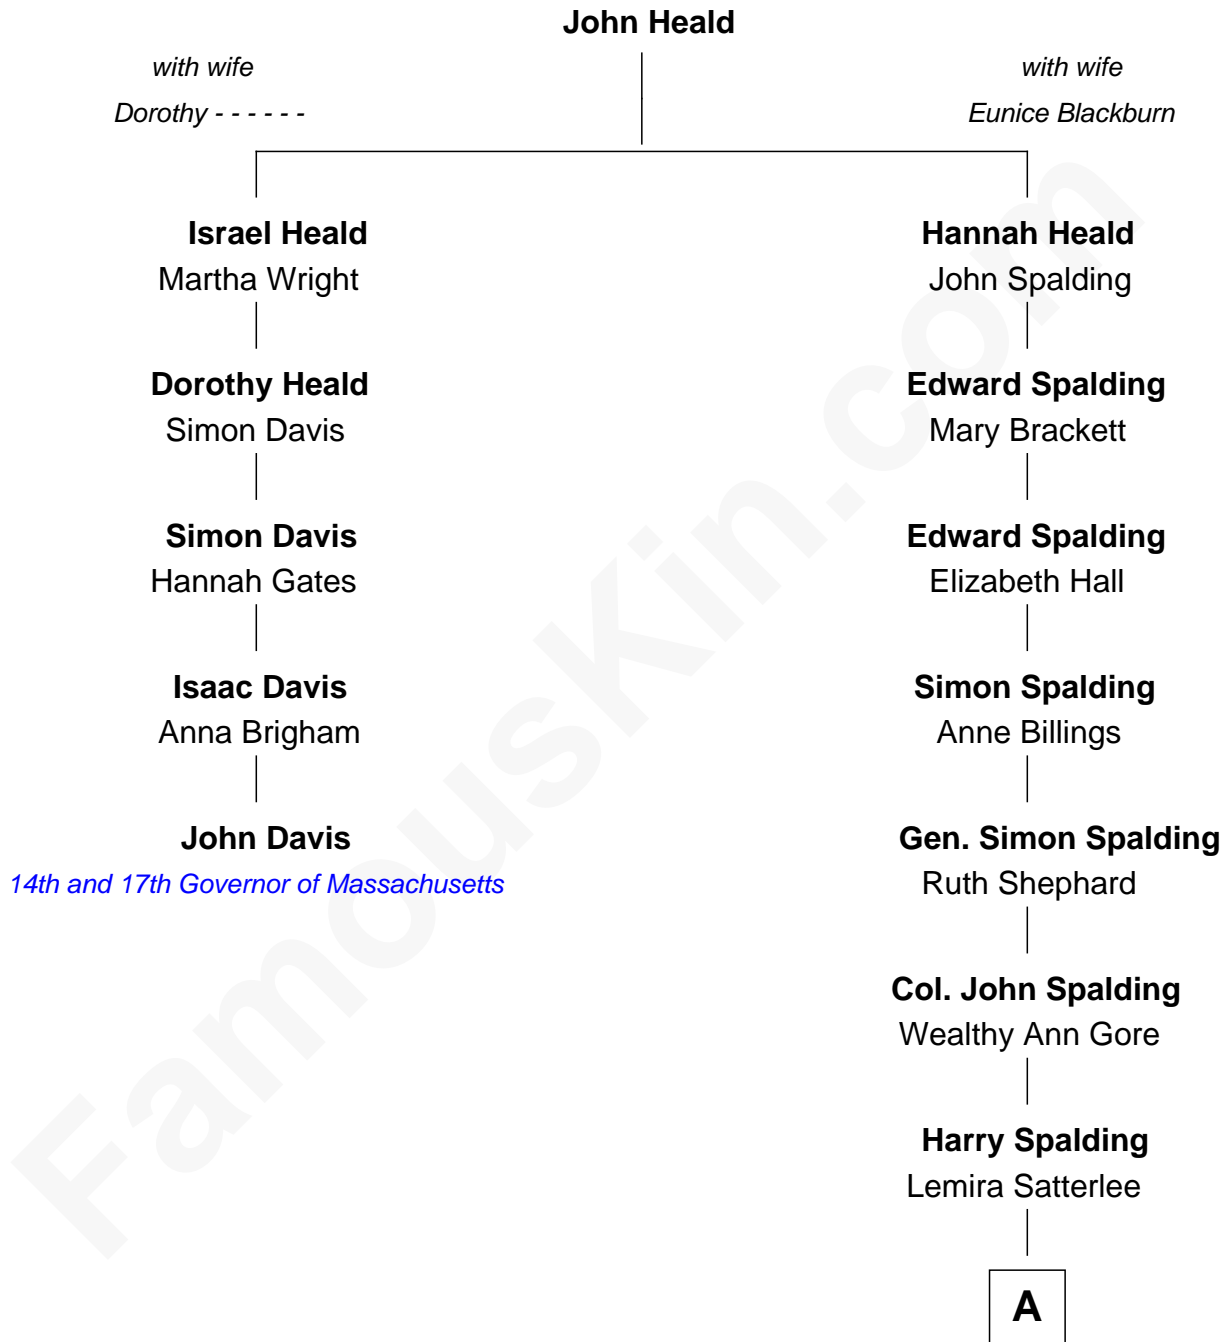 John Heald
with wife
Dorothy - - - - - -
with wife
Eunice Blackburn
Israel Heald
Martha Wright
Hannah Heald
John Spalding
Dorothy Heald
Simon Davis
Edward Spalding
Mary Brackett
Simon Davis
Hannah Gates
Edward Spalding
Elizabeth Hall
Isaac Davis
Anna Brigham
Simon Spalding
Anne Billings
John Davis
14th and 17th Governor of Massachusetts
Gen. Simon Spalding
Ruth Shephard
Col. John Spalding
Wealthy Ann Gore
Harry Spalding
Lemira Satterlee
A
FamousKin.com